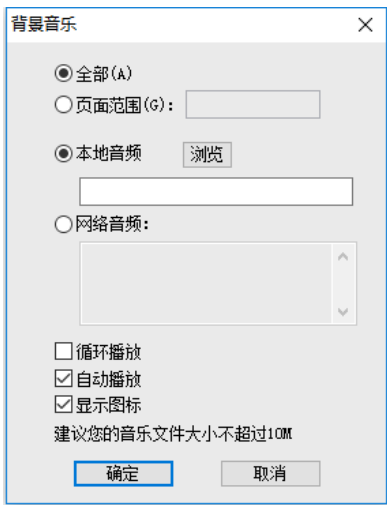 背景音乐
全部(A)
页面范围(G):
本地音频 浏览
网络音频:
循环播放
自动播放
显示图标
建议您的音乐文件大小不超过10M
确定 取消